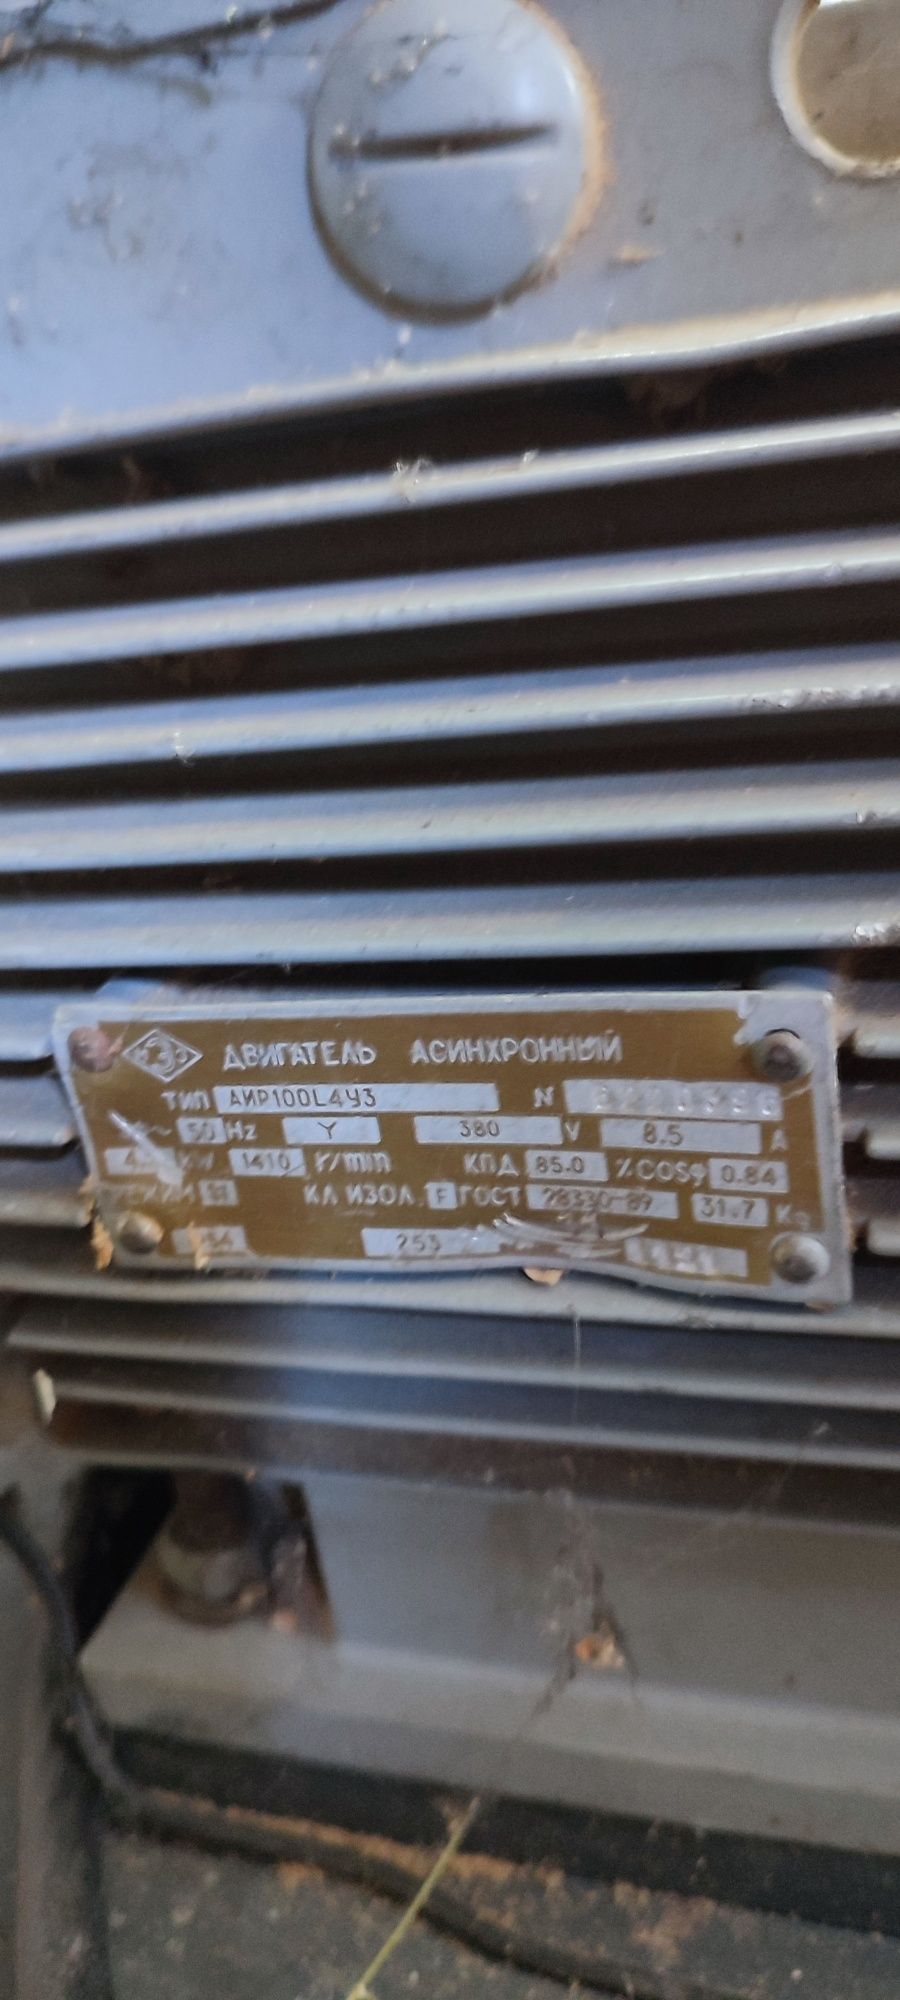 ДВИГАТЕЛЬ АСИНХРОННЫЙ
ТИП АИР100L4У3 N
~ 50 Hz Y 380 V 8.5 A
kW 1410 r/min КПД 85.0 % COSφ 0.84
РЕЖИМ КЛ.ИЗОЛ. F ГОСТ 28330-89 31.7 Kg
253